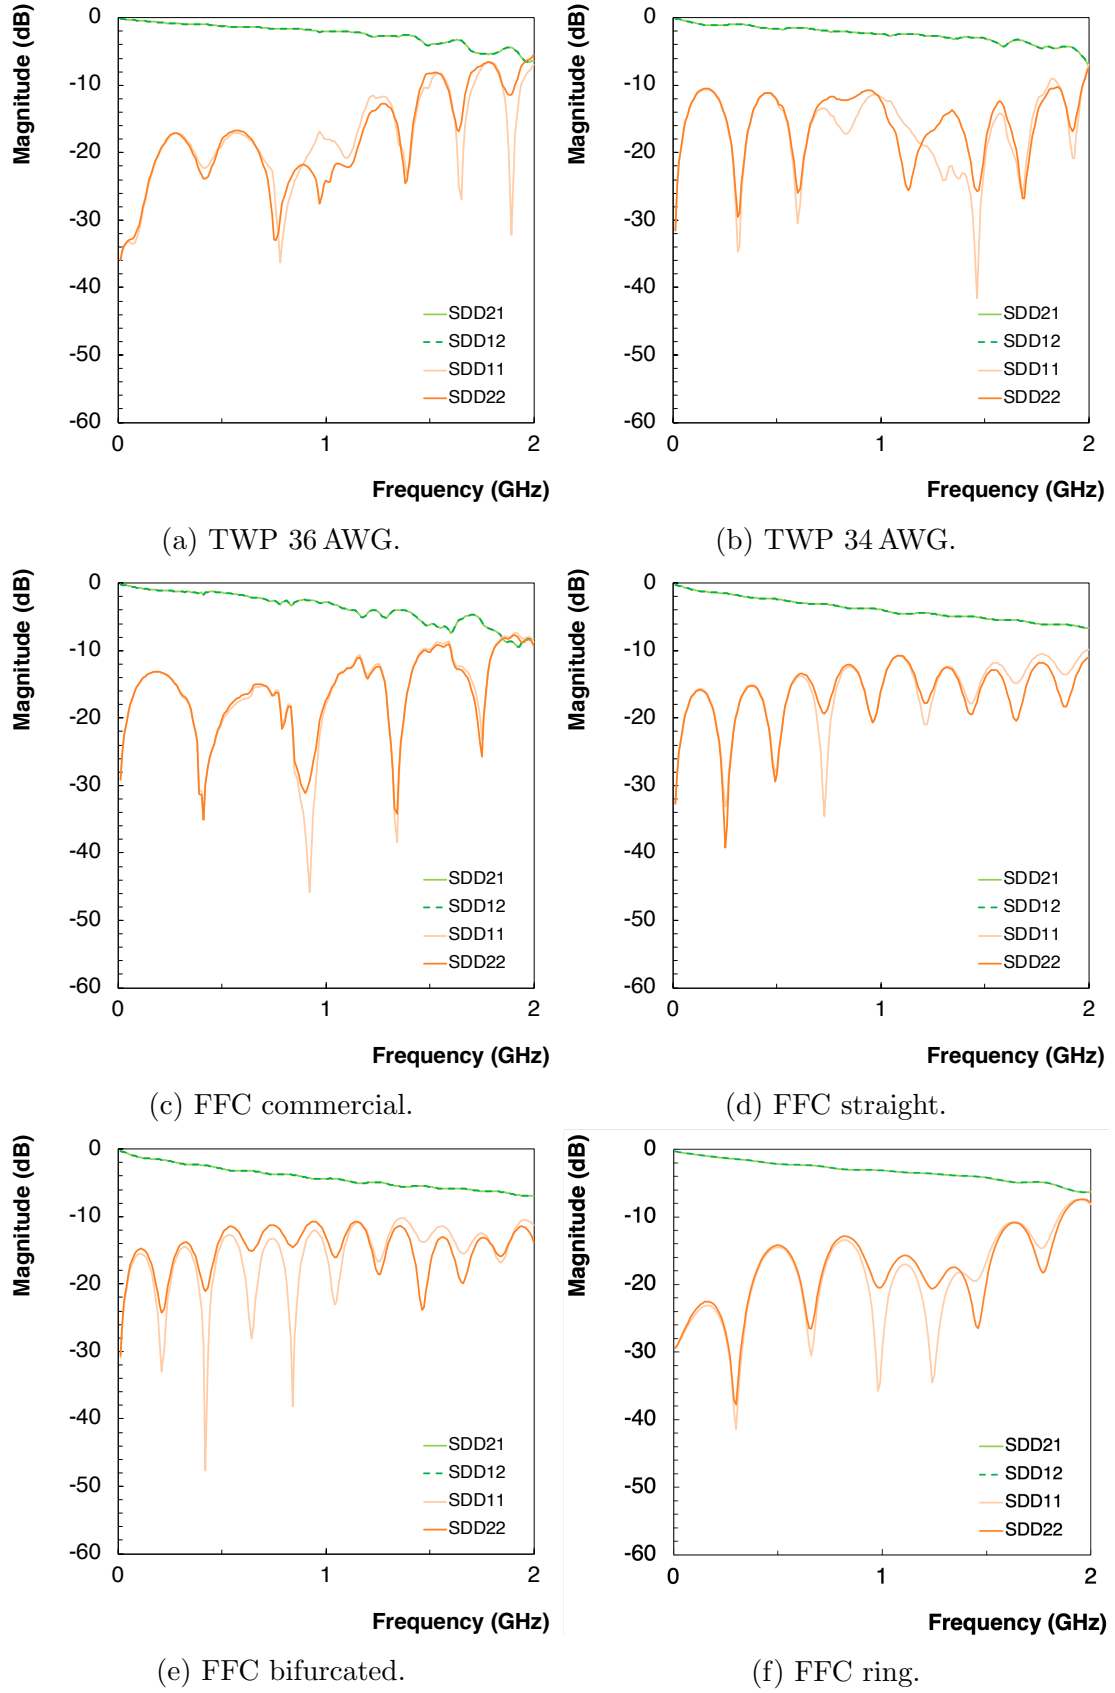 Magnitude (dB)
0
-10
-20
-30
-40
-50
-60
SDD21
SDD12
SDD11
SDD22
0 1 2
Frequency (GHz)
(a) TWP 36 AWG.
Magnitude (dB)
0
-10
-20
-30
-40
-50
-60
SDD21
SDD12
SDD11
SDD22
0 1 2
Frequency (GHz)
(b) TWP 34 AWG.
Magnitude (dB)
0
-10
-20
-30
-40
-50
-60
SDD21
SDD12
SDD11
SDD22
0 1 2
Frequency (GHz)
(c) FFC commercial.
Magnitude (dB)
0
-10
-20
-30
-40
-50
-60
SDD21
SDD12
SDD11
SDD22
0 1 2
Frequency (GHz)
(d) FFC straight.
Magnitude (dB)
0
-10
-20
-30
-40
-50
-60
SDD21
SDD12
SDD11
SDD22
0 1 2
Frequency (GHz)
(e) FFC bifurcated.
Magnitude (dB)
0
-10
-20
-30
-40
-50
-60
SDD21
SDD12
SDD11
SDD22
0 1 2
Frequency (GHz)
(f) FFC ring.